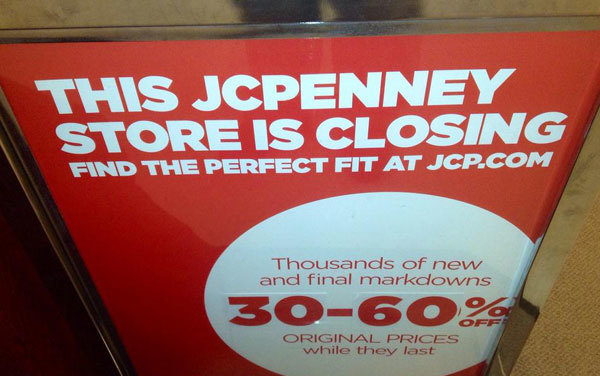 THIS JCPENNEY
STORE IS CLOSING
FIND THE PERFECT FIT AT JCP.COM
Thousands of new
and final markdowns
30-60% OFF
ORIGINAL PRICES
while they last